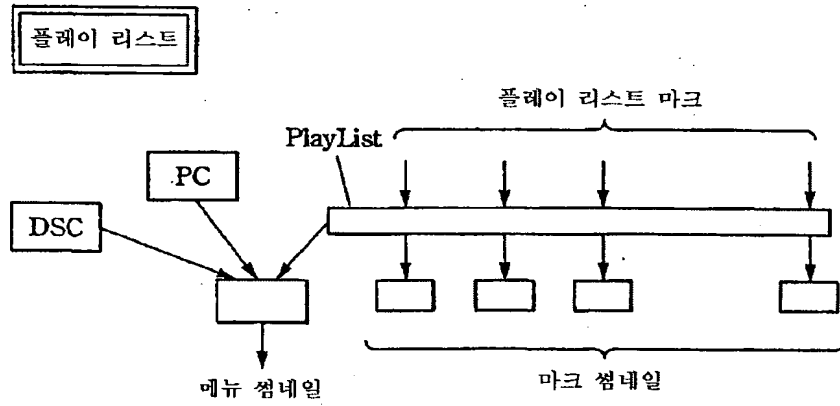 플레이 리스트
플레이 리스트 마크
PlayList
PC
DSC
메뉴 썸네일
마크 썸네일